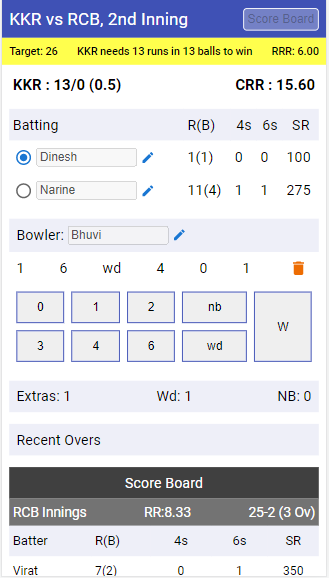 KKR vs RCB, 2nd Inning Score Board
Target: 26 KKR needs 13 runs in 13 balls to win RRR: 6.00
KKR : 13/0 (0.5) CRR : 15.60
Batting R(B) 4s 6s SR
Dinesh 1(1) 0 0 100
Narine 11(4) 1 1 275
Bowler: Bhuvi
1 6 wd 4 0 1
0 1 2 nb
W
3 4 6 wd
Extras: 1 Wd: 1 NB: 0
Recent Overs
Score Board
RCB Innings RR:8.33 25-2 (3 Ov)
Batter R(B) 4s 6s SR
Virat 7(2) 0 1 350